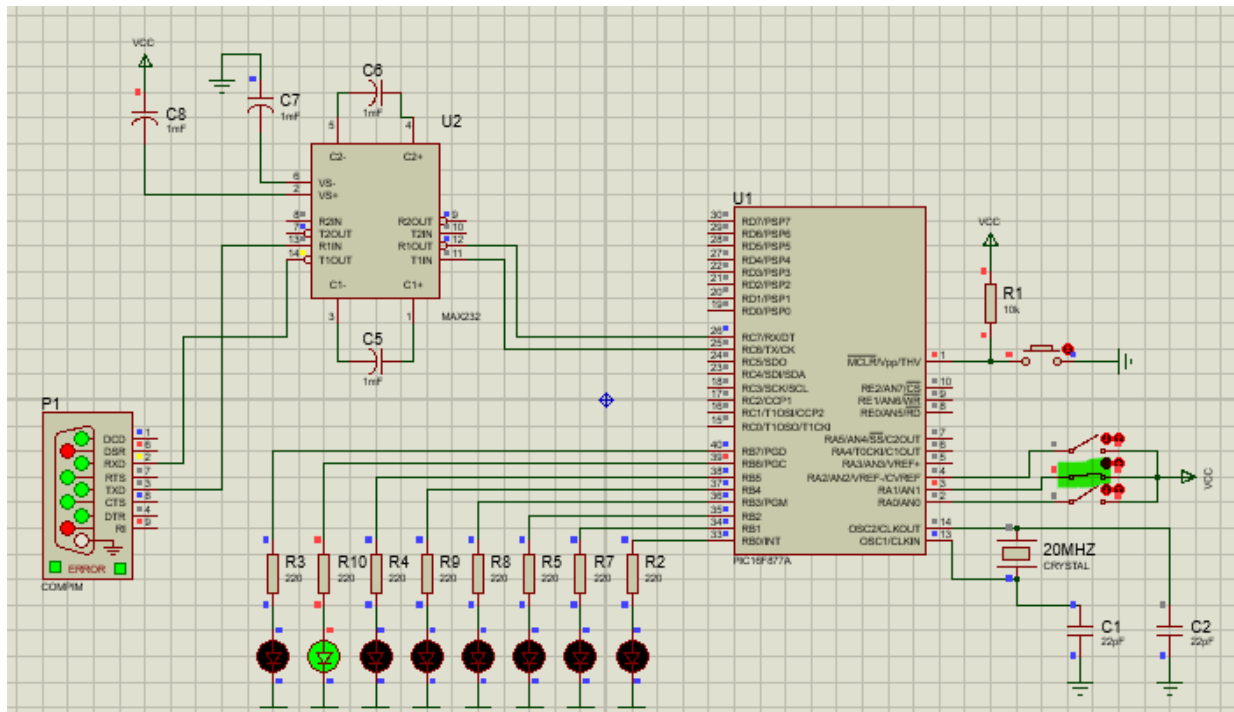 VCC
C8
1mF
C7
1mF
C6
1mF
U2
5
4
C2-
C2+
6
VS-
2
VS+
8
R2IN
R2OUT
9
7
T2OUT
T2IN
10
13
R1IN
R1OUT
12
14
T1OUT
T1IN
11
C1-
C1+
3
1
MAX232
C5
1mF
U1
30
RD7/PSP7
29
RD6/PSP6
28
RD5/PSP5
27
RD4/PSP4
22
RD3/PSP3
21
RD2/PSP2
20
RD1/PSP1
19
RD0/PSP0
26
RC7/RX/DT
25
RC6/TX/CK
24
RC5/SDO
23
RC4/SDI/SDA
18
RC3/SCK/SCL
17
RC2/CCP1
16
RC1/T1OSI/CCP2
15
RC0/T1OSO/T1CKI
40
RB7/PGD
39
RB6/PGC
38
RB5
37
RB4
36
RB3/PGM
35
RB2
34
RB1
33
RB0/INT
MCLR/Vpp/THV
1
RE2/AN7/CS
10
RE1/AN6/WR
9
RE0/AN5/RD
8
RA5/AN4/SS/C2OUT
7
RA4/T0CKI/C1OUT
6
RA3/AN3/VREF+
5
RA2/AN2/VREF-/CVREF
4
RA1/AN1
3
RA0/AN0
2
OSC2/CLKOUT
14
OSC1/CLKIN
13
PIC16F877A
VCC
R1
10k
VCC
20MHZ
CRYSTAL
C1
22pF
C2
22pF
P1
DCD
1
DSR
6
RXD
2
RTS
7
TXD
3
CTS
8
DTR
4
RI
9
ERROR
COMPIM
R3
220
R10
220
R4
220
R9
220
R8
220
R5
220
R7
220
R2
220